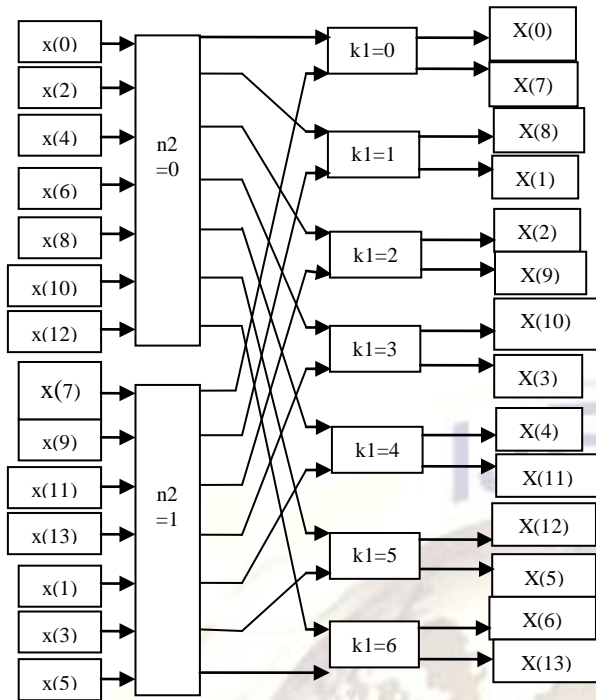 x(0)
x(2)
x(4)
x(6)
x(8)
x(10)
x(12)
x(7)
x(9)
x(11)
x(13)
x(1)
x(3)
x(5)
n2
=0
n2
=1
k1=0
k1=1
k1=2
k1=3
k1=4
k1=5
k1=6
X(0)
X(7)
X(8)
X(1)
X(2)
X(9)
X(10)
X(3)
X(4)
X(11)
X(12)
X(5)
X(6)
X(13)